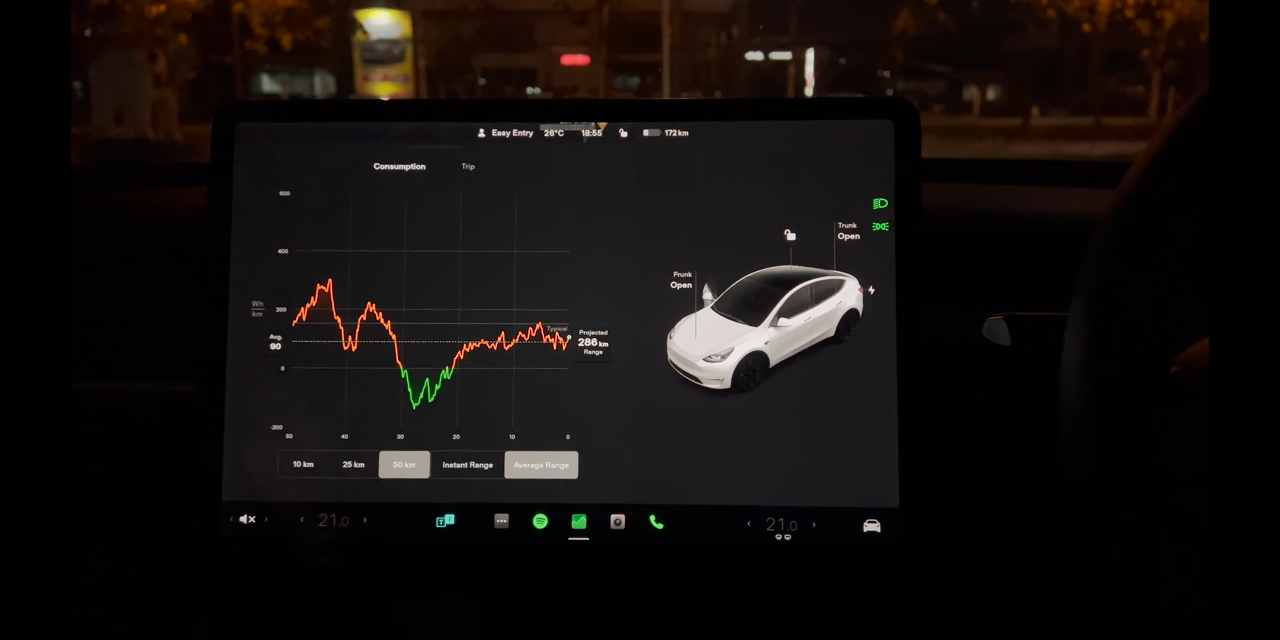 Easy Entry 26°C 18:55 172 km
Consumption Trip
600
400
Wh
km
200
Typical
Avg.
90
Projected
286 km
Range
0
-200
50 40 30 20 10 0
10 km 25 km 50 km Instant Range Average Range
Trunk
Open
Frunk
Open
21.0
21.0